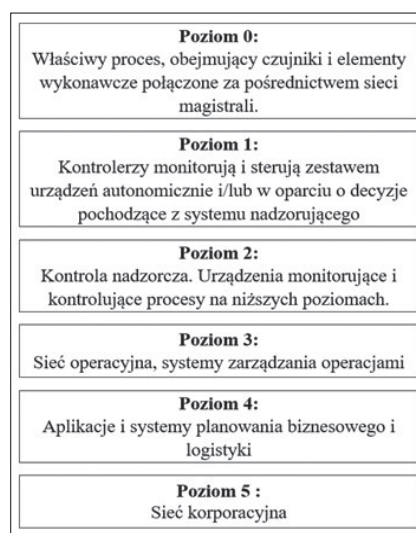 Poziom 0:
Właściwy proces, obejmujący czujniki i elementy
wykonawcze połączone za pośrednictwem sieci
magistrali.
Poziom 1:
Kontrolerzy monitorują i sterują zestawem
urządzeń autonomicznie i/lub w oparciu o decyzje
pochodzące z systemu nadzorującego
Poziom 2:
Kontrola nadzorcza. Urządzenia monitorujące i
kontrolujące procesy na niższych poziomach.
Poziom 3:
Sieć operacyjna, systemy zarządzania operacjami
Poziom 4:
Aplikacje i systemy planowania biznesowego i
logistyki
Poziom 5 :
Sieć korporacyjna